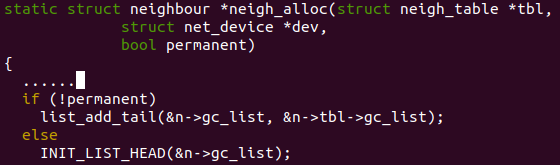 static struct neighbour *neigh_alloc(struct neigh_table *tbl,
struct net_device *dev,
bool permanent)
{
......
if (!permanent)
list_add_tail(&n->gc_list, &n->tbl->gc_list);
else
INIT_LIST_HEAD(&n->gc_list);